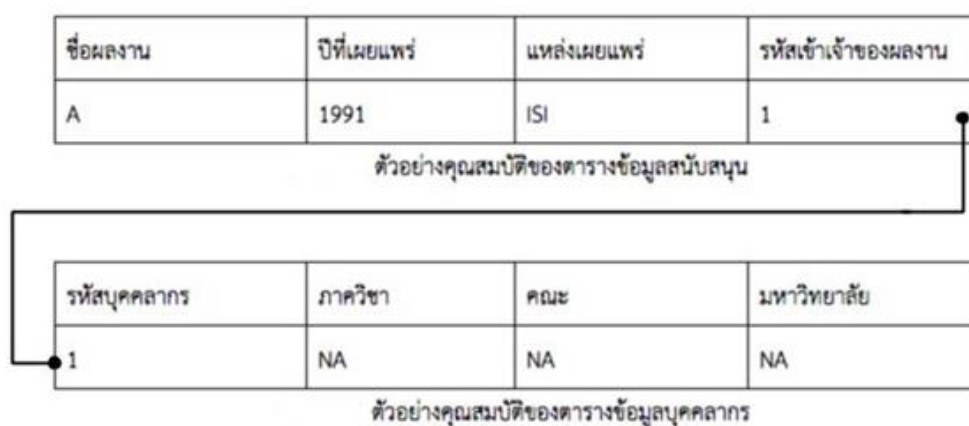 ชื่อผลงาน ปีที่เผยแพร่ แหล่งเผยแพร่ รหัสเข้าเจ้าของผลงาน
A 1991 ISI 1
ตัวอย่างคุณสมบัติของตารางข้อมูลสนับสนุน
รหัสบุคคลากร ภาควิชา คณะ มหาวิทยาลัย
1 NA NA NA
ตัวอย่างคุณสมบัติของตารางข้อมูลบุคคลากร